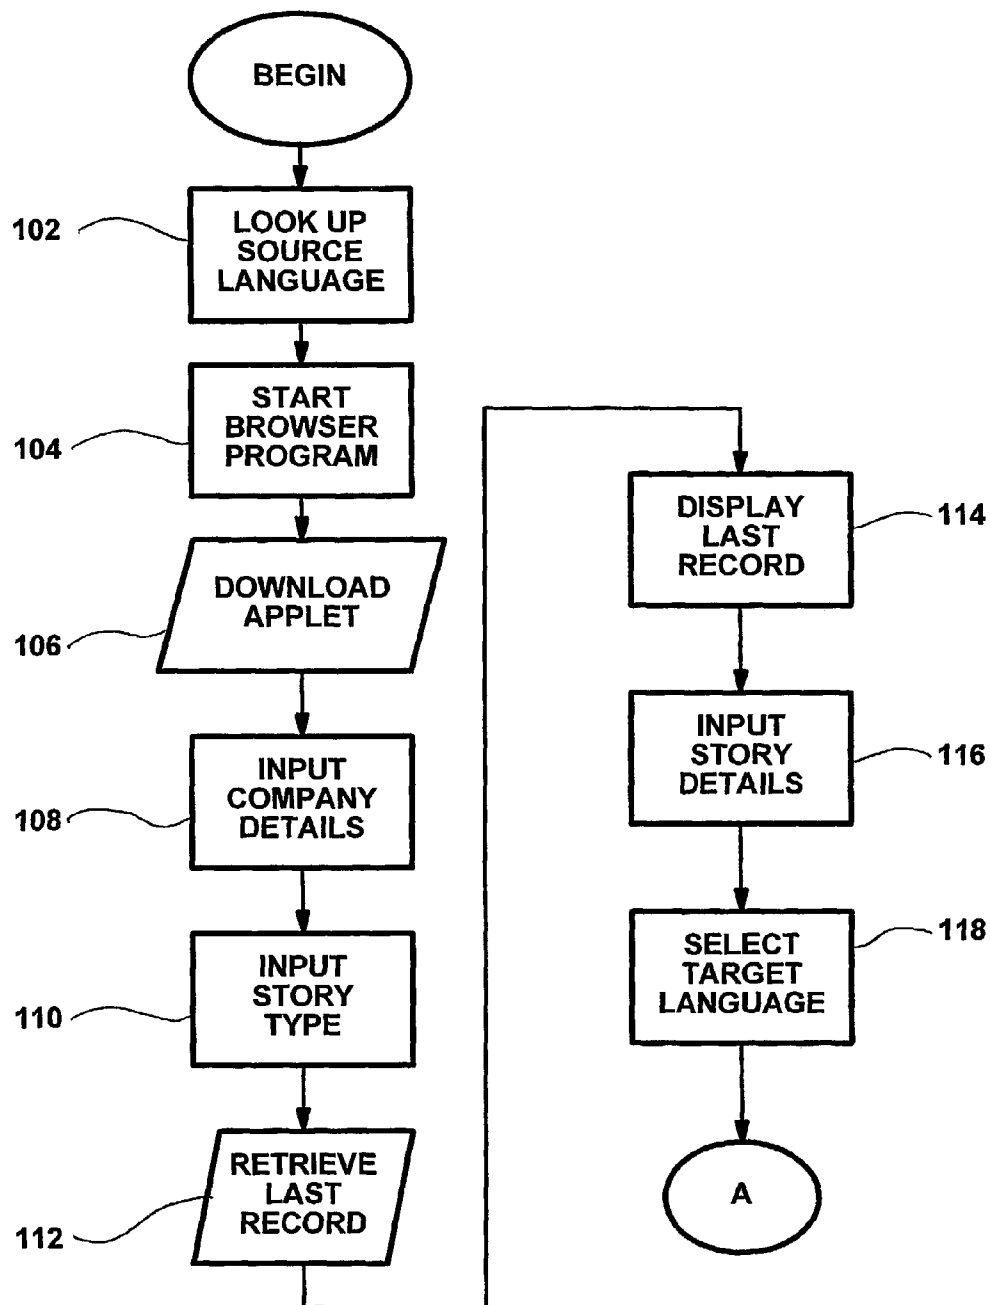 BEGIN
102
LOOK UP
SOURCE
LANGUAGE
104
START
BROWSER
PROGRAM
106
DOWNLOAD
APPLET
108
INPUT
COMPANY
DETAILS
110
INPUT
STORY
TYPE
112
RETRIEVE
LAST
RECORD
DISPLAY
LAST
RECORD
114
INPUT
STORY
DETAILS
116
SELECT
TARGET
LANGUAGE
118
A